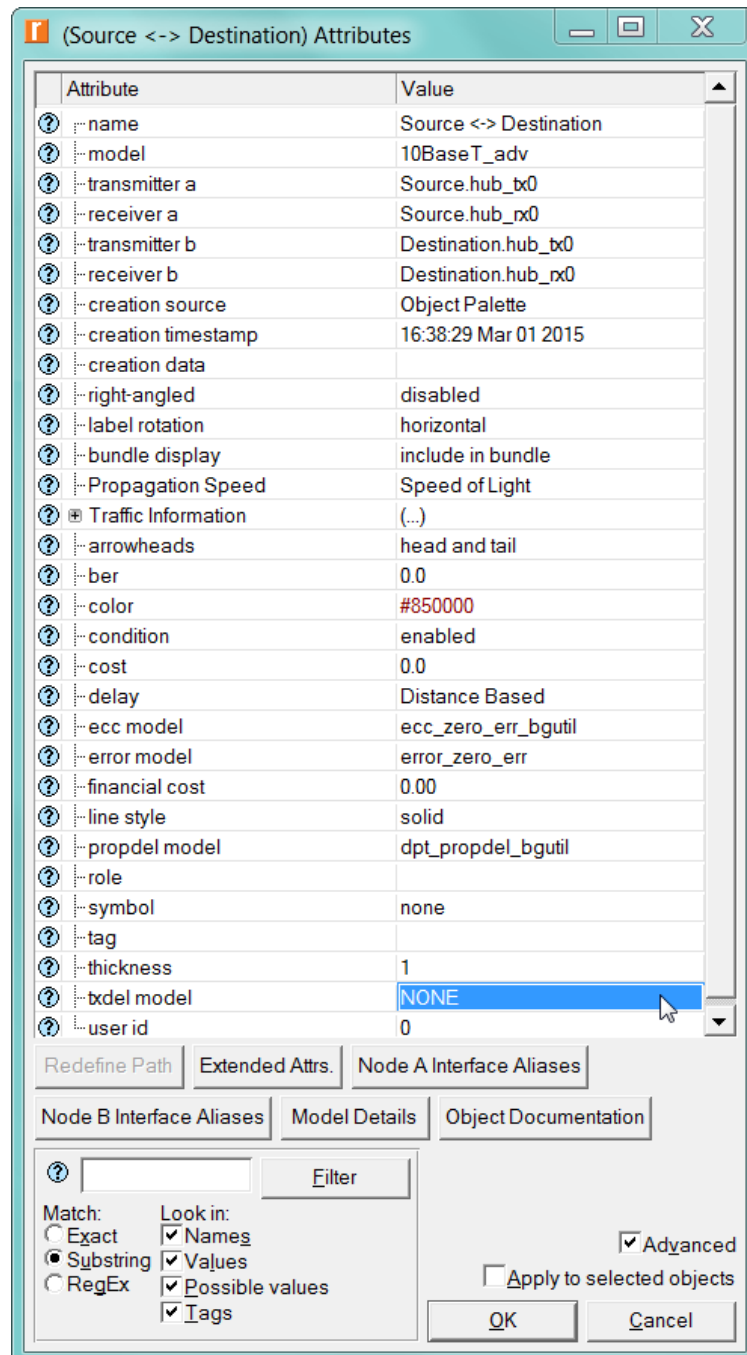 (Source <-> Destination) Attributes
Attribute Value
name Source <-> Destination
model 10BaseT_adv
transmitter a Source.hub_tx0
receiver a Source.hub_rx0
transmitter b Destination.hub_tx0
receiver b Destination.hub_rx0
creation source Object Palette
creation timestamp 16:38:29 Mar 01 2015
creation data
right-angled disabled
label rotation horizontal
bundle display include in bundle
Propagation Speed Speed of Light
Traffic Information (...)
arrowheads head and tail
ber 0.0
color #850000
condition enabled
cost 0.0
delay Distance Based
ecc model ecc_zero_err_bgutil
error model error_zero_err
financial cost 0.00
line style solid
propdel model dpt_propdel_bgutil
role
symbol none
tag
thickness 1
txdel model NONE
user id 0
Redefine Path Extended Attrs. Node A Interface Aliases
Node B Interface Aliases Model Details Object Documentation
Filter
Match: Look in:
Exact Names
Substring Values
RegEx Possible values
Tags
Advanced
Apply to selected objects
OK Cancel